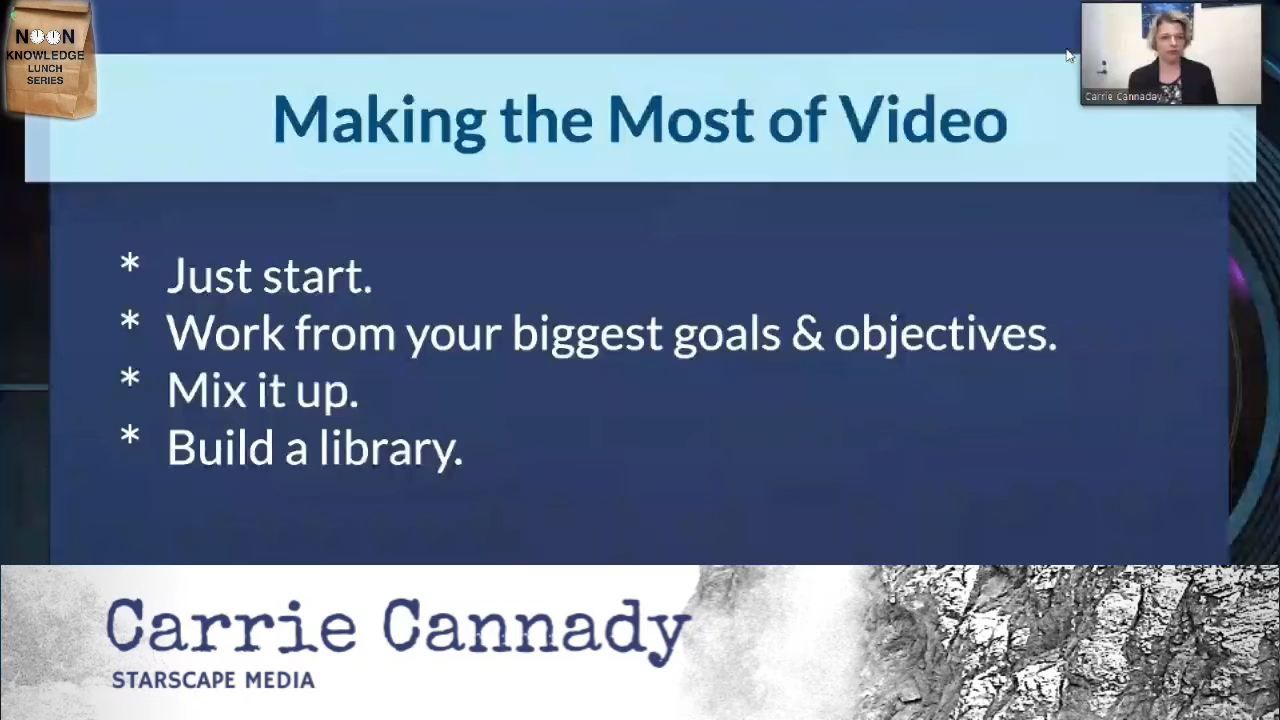 NOON
KNOWLEDGE
LUNCH
SERIES
Making the Most of Video
Carrie Cannaday
* Just start.
* Work from your biggest goals & objectives.
* Mix it up.
* Build a library.
Carrie Cannady
STARSCAPE MEDIA